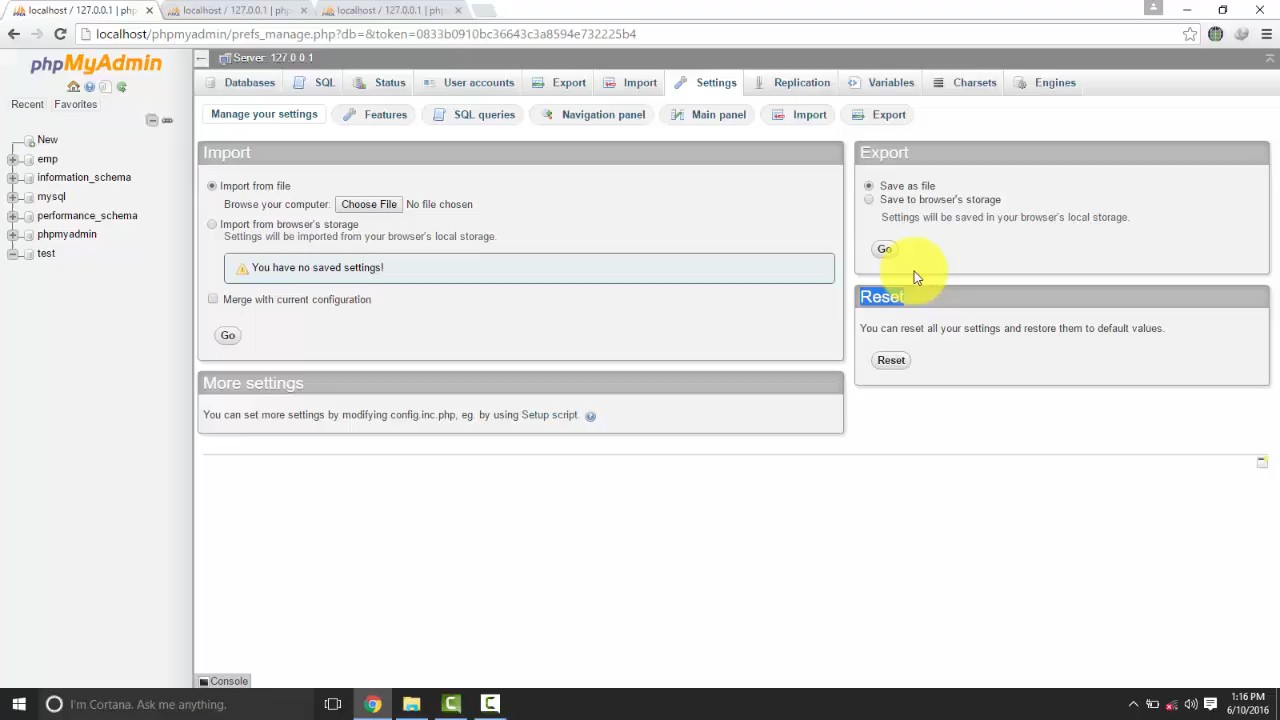 localhost / 127.0.0.1 | php
localhost / 127.0.0.1 | php
localhost / 127.0.0.1 | php
localhost/phpmyadmin/prefs_manage.php?db=&token=0833b0910bc36643c3a8594e732225b4
phpMyAdmin
Recent Favorites
New
emp
information_schema
mysql
performance_schema
phpmyadmin
test
Server: 127.0.0.1
Databases SQL Status User accounts Export Import Settings Replication Variables Charsets Engines
Manage your settings Features SQL queries Navigation panel Main panel Import Export
Import
Import from file
Browse your computer: Choose File No file chosen
Import from browser's storage
Settings will be imported from your browser's local storage.
You have no saved settings!
Merge with current configuration
Go
More settings
You can set more settings by modifying config.inc.php, eg. by using Setup script.
Export
Save as file
Save to browser's storage
Settings will be saved in your browser's local storage.
Go
Reset
You can reset all your settings and restore them to default values.
Reset
Console
I'm Cortana. Ask me anything.
1:16 PM
6/10/2016